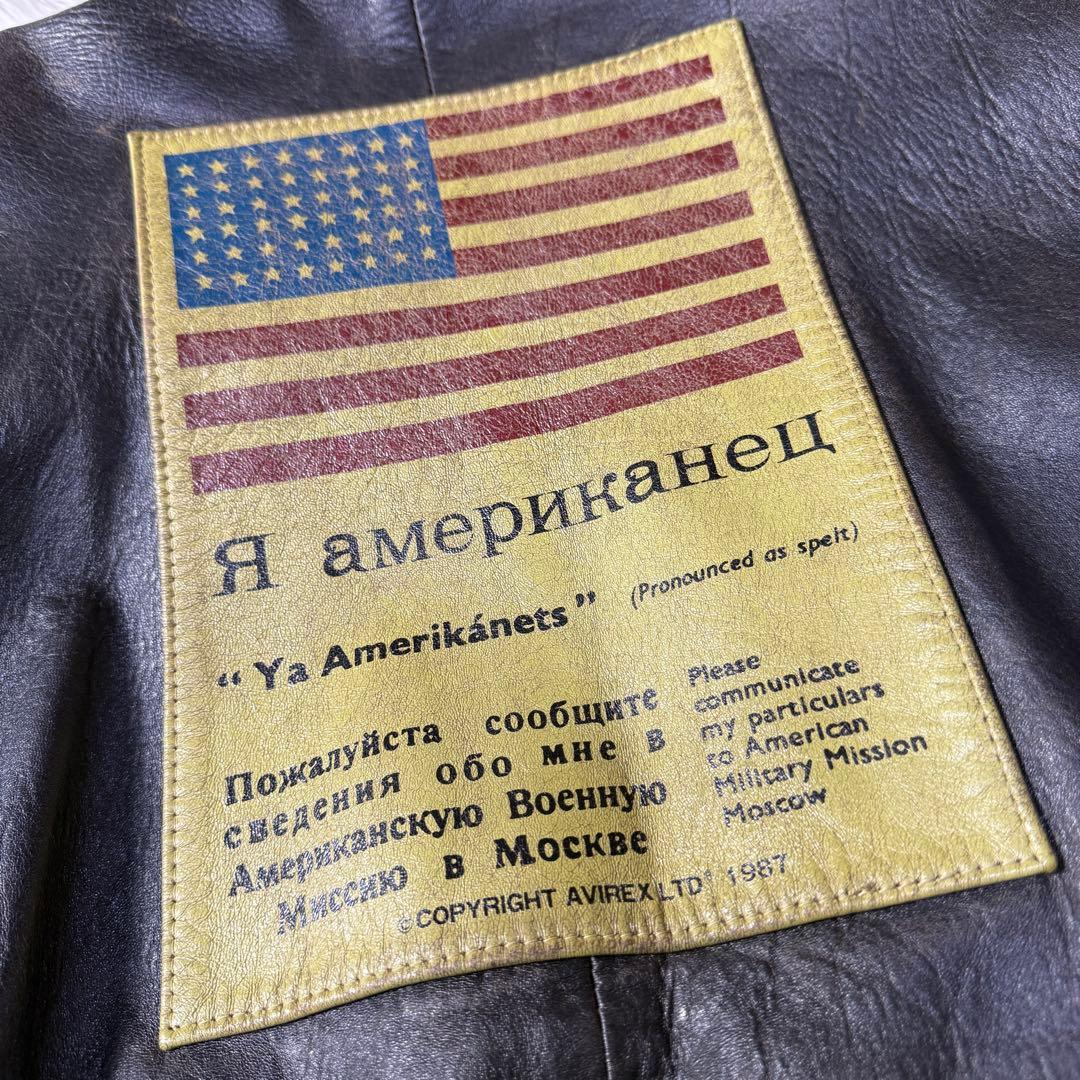 Я американец
"Ya Amerikánets" (Pronounced as spelt)
Пожалуйста сообщите
сведения обо мне в
Американскую Военную
Миссию в Москве
Please
communicate
my particulars
to American
Military Mission
Moscow
©COPYRIGHT AVIREX LTD' 1987